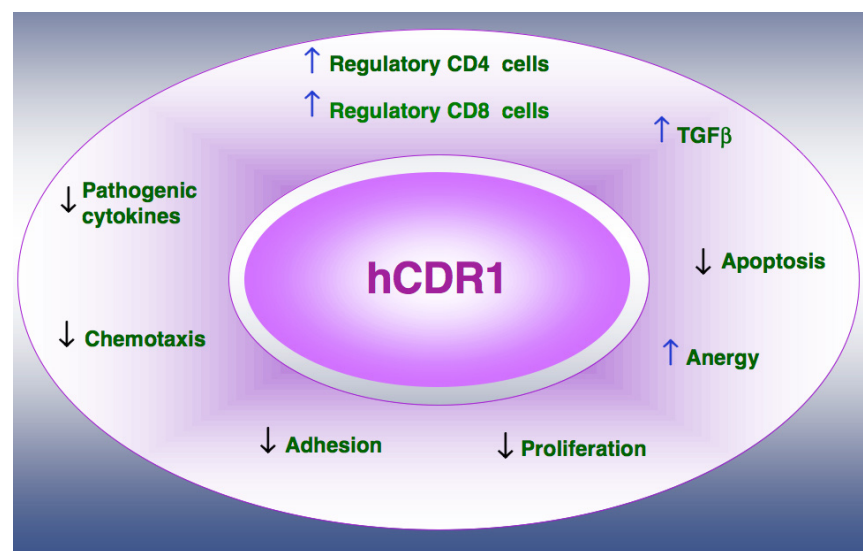 ↑ Regulatory CD4 cells
↑ Regulatory CD8 cells
↑ TGFβ
↓ Pathogenic
cytokines
hCDR1
↓ Apoptosis
↓ Chemotaxis
↑ Anergy
↓ Adhesion
↓ Proliferation